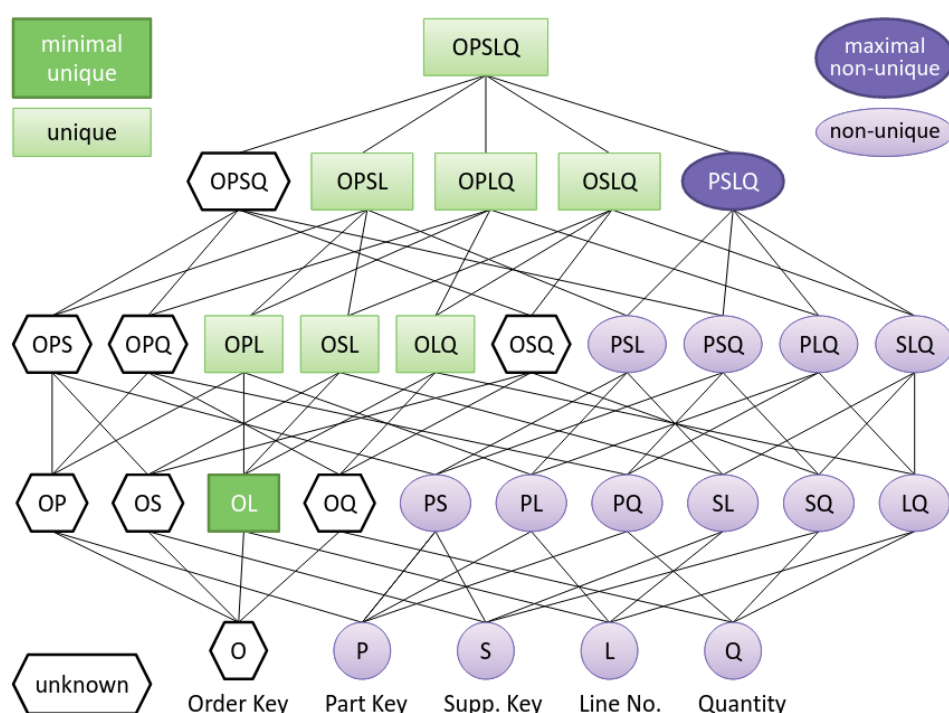 minimal
unique
OPSLQ
maximal
non-unique
unique
non-unique
OPSQ
OPSL
OPLQ
OSLQ
PSLQ
OPS
OPQ
OPL
OSL
OLQ
OSQ
PSL
PSQ
PLQ
SLQ
OP
OS
OL
OQ
PS
PL
PQ
SL
SQ
LQ
O
P
S
L
Q
unknown
Order Key
Part Key
Supp. Key
Line No.
Quantity